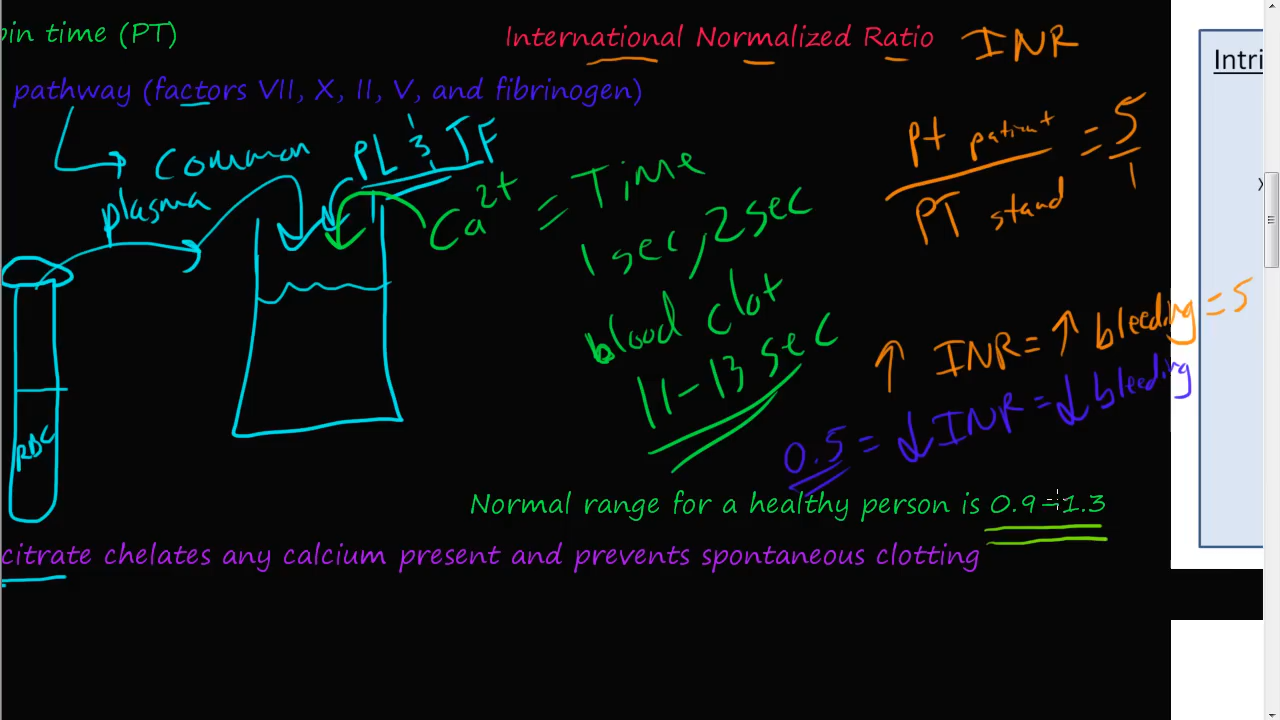 bin time (PT)
International Normalized Ratio INR
Intri
pathway (factors VII, X, II, V, and fibrinogen)
Common
plasma
PL & TF
Ca2+ = Time
1 sec, 2 sec
blood clot
11-13 sec
Pt patient = 5
PT stand 1
↑ INR = ↑ bleeding = 5
0.5 = ↓ INR = ↓ bleeding
RBC
Normal range for a healthy person is 0.9-1.3
citrate chelates any calcium present and prevents spontaneous clotting